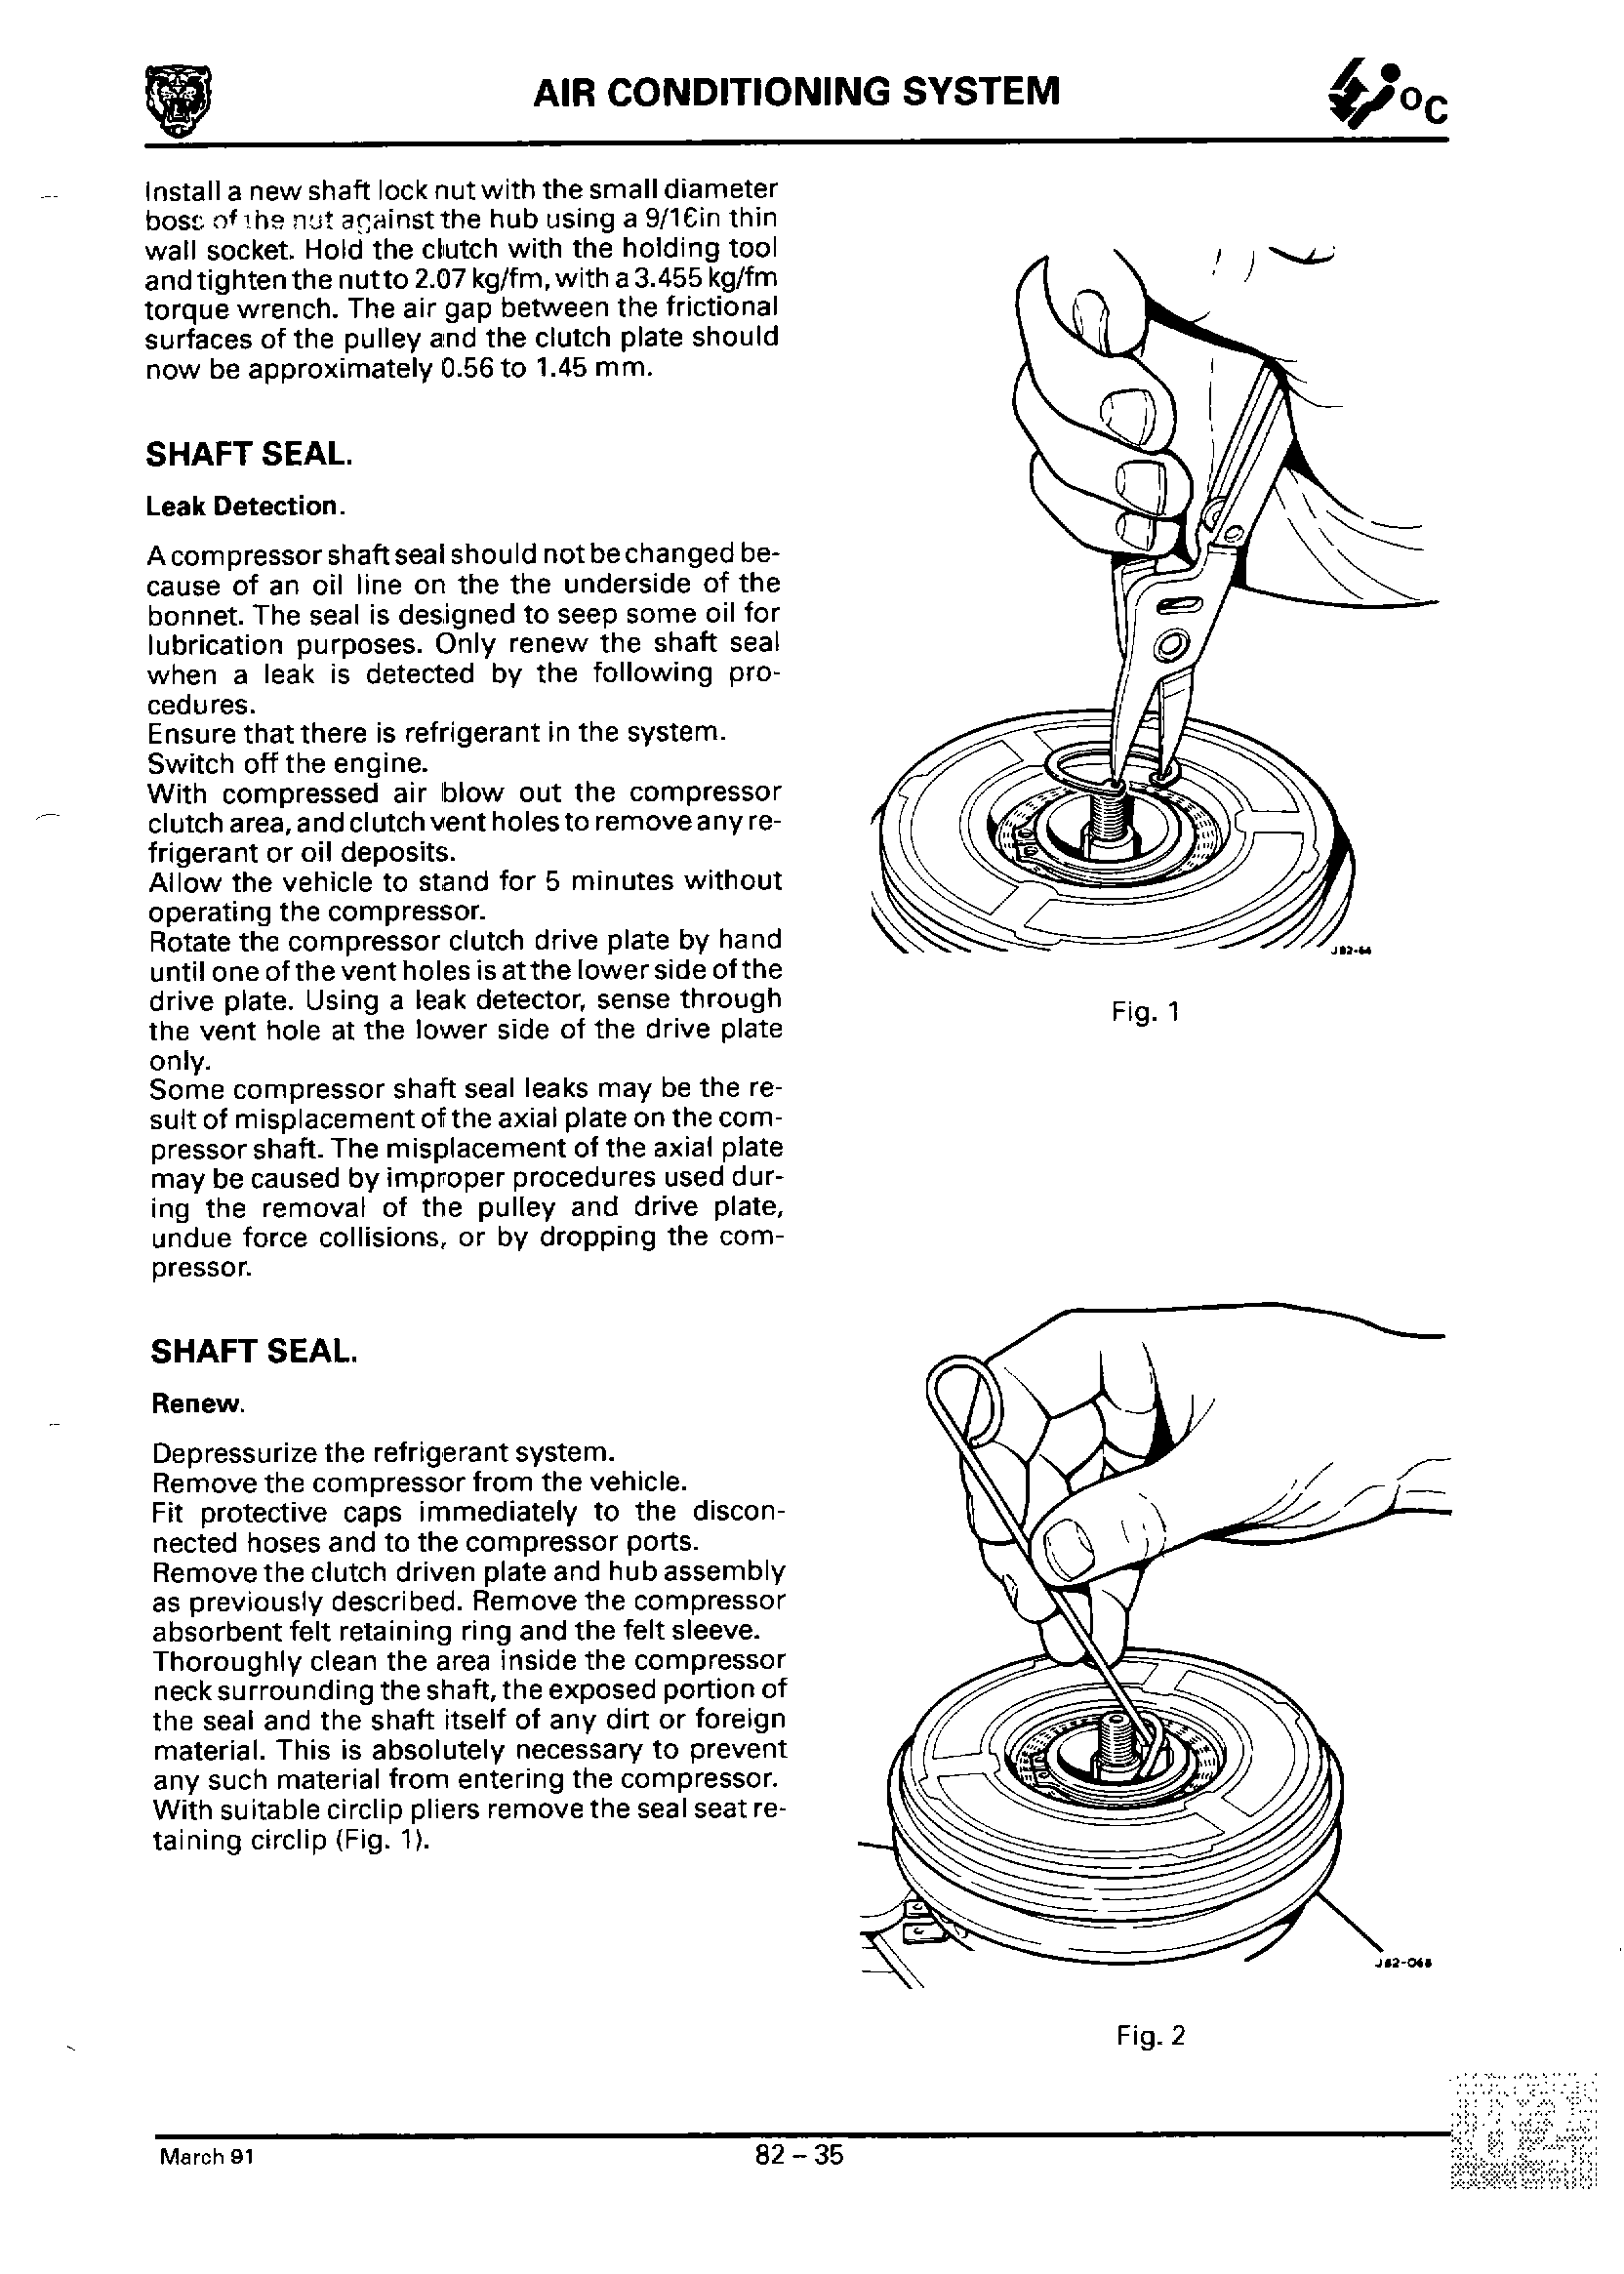 AIR CONDITIONING SYSTEM
°C
Install a new shaft lock nut with the small diameter
boss of the nut against the hub using a 9/16in thin
wall socket. Hold the clutch with the holding tool
and tighten the nut to 2.07 kg/fm, with a 3.455 kg/fm
torque wrench. The air gap between the frictional
surfaces of the pulley and the clutch plate should
now be approximately 0.56 to 1.45 mm.
SHAFT SEAL.
Leak Detection.
A compressor shaft seal should not be changed be-
cause of an oil line on the the underside of the
bonnet. The seal is designed to seep some oil for
lubrication purposes. Only renew the shaft seal
when a leak is detected by the following pro-
cedures.
Ensure that there is refrigerant in the system.
Switch off the engine.
With compressed air blow out the compressor
clutch area, and clutch vent holes to remove any re-
frigerant or oil deposits.
Allow the vehicle to stand for 5 minutes without
operating the compressor.
Rotate the compressor clutch drive plate by hand
until one of the vent holes is at the lower side of the
drive plate. Using a leak detector, sense through
the vent hole at the lower side of the drive plate
only.
Some compressor shaft seal leaks may be the re-
sult of misplacement of the axial plate on the com-
pressor shaft. The misplacement of the axial plate
may be caused by improper procedures used dur-
ing the removal of the pulley and drive plate,
undue force collisions, or by dropping the com-
pressor.
SHAFT SEAL.
Renew.
Depressurize the refrigerant system.
Remove the compressor from the vehicle.
Fit protective caps immediately to the discon-
nected hoses and to the compressor ports.
Remove the clutch driven plate and hub assembly
as previously described. Remove the compressor
absorbent felt retaining ring and the felt sleeve.
Thoroughly clean the area inside the compressor
neck surrounding the shaft, the exposed portion of
the seal and the shaft itself of any dirt or foreign
material. This is absolutely necessary to prevent
any such material from entering the compressor.
With suitable circlip pliers remove the seal seat re-
taining circlip (Fig. 1).
J82-64
Fig. 1
Fig. 2
March 91
82 – 35